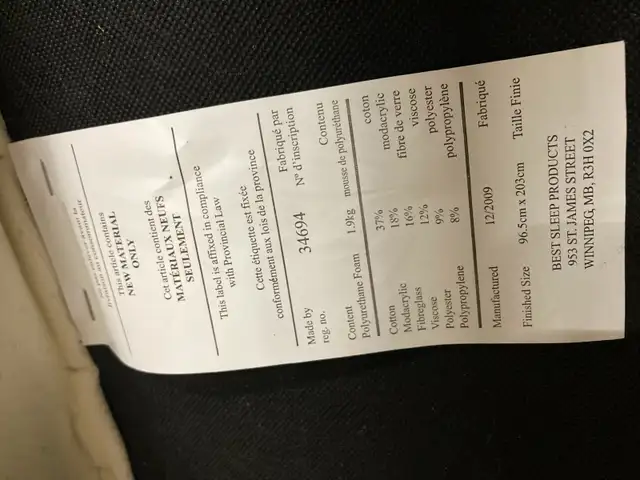 This article contains
NEW MATERIAL
ONLY
Cet article contient des
MATÉRIAUX NEUFS
SEULEMENT
This label is affixed in compliance
with Provincial Law
Cette étiquette est fixée
conformément aux lois de la province
Made by Fabriqué par
reg. no. 34694 Nº d'inscription
Content Contenu
Polyurethane Foam 1.9kg mousse de polyuréthane
Cotton 37% coton
Modacrylic 18% modacrylic
Fibreglass 16% fibre de verre
Viscose 12% viscose
Polyester 9% polyester
Polypropylene 8% polypropylène
Manufactured 12/2009 Fabriqué
Finished Size 96.5cm x 203cm Taille Finie
BEST SLEEP PRODUCTS
953 ST. JAMES STREET
WINNIPEG, MB, R3H 0X2